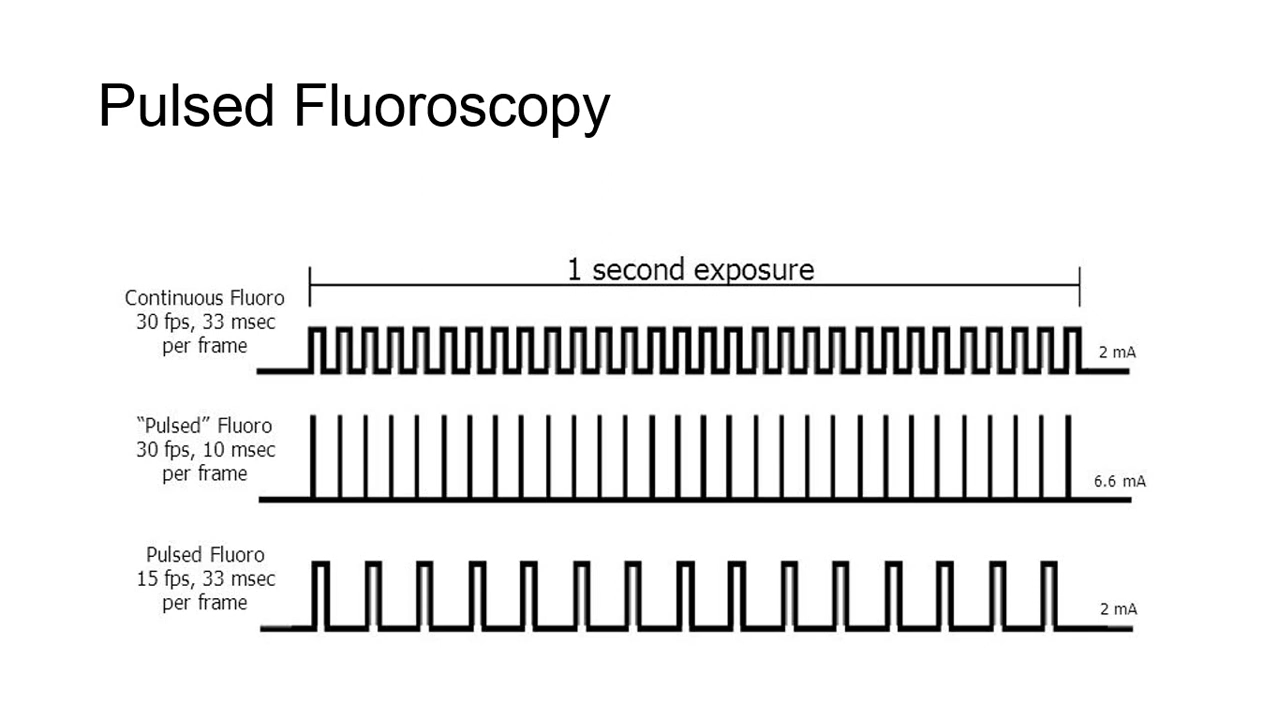 Pulsed Fluoroscopy
1 second exposure
Continuous Fluoro
30 fps, 33 msec
per frame
2 mA
“Pulsed” Fluoro
30 fps, 10 msec
per frame
6.6 mA
Pulsed Fluoro
15 fps, 33 msec
per frame
2 mA